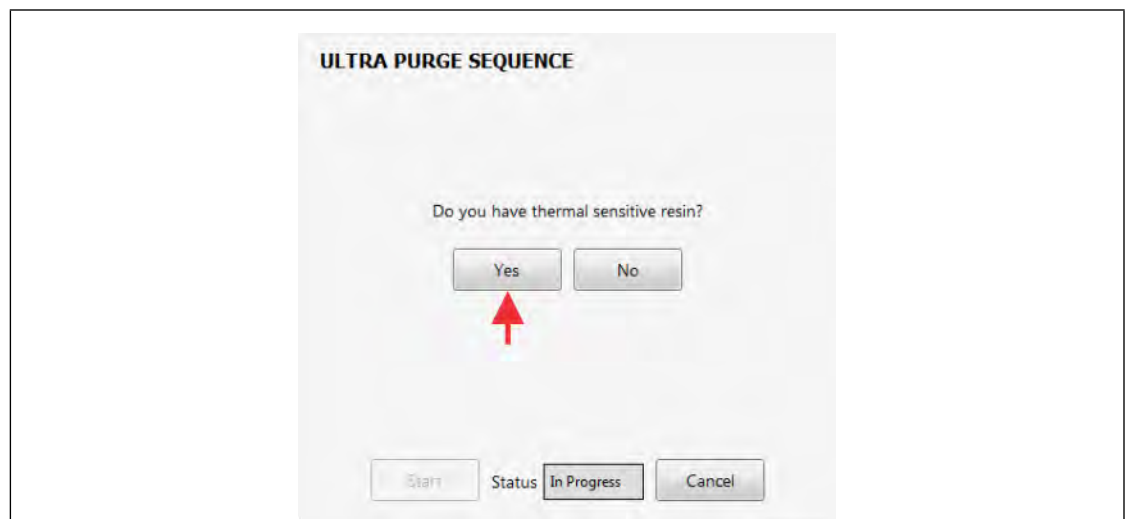 ULTRA PURGE SEQUENCE
Do you have thermal sensitive resin?
Yes No
Start Status In Progress Cancel